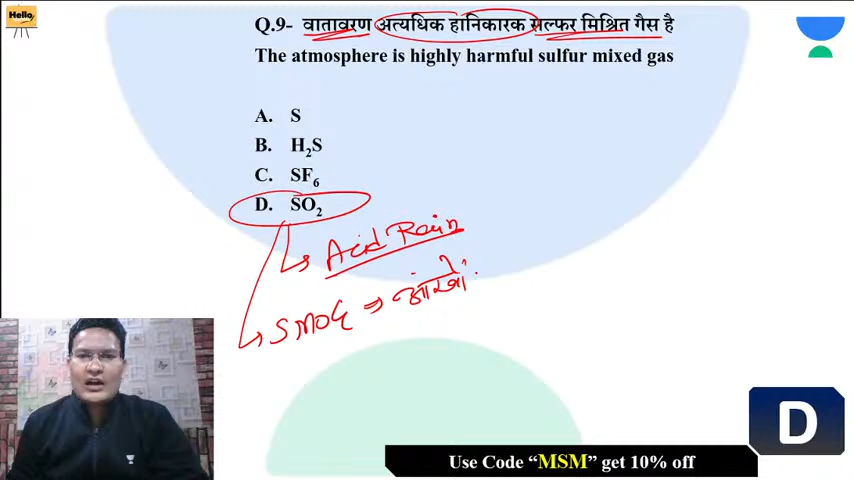 Hello
Q.9- वातावरण अत्यधिक हानिकारक सल्फर मिश्रित गैस है
The atmosphere is highly harmful sulfur mixed gas
A. S
B. H₂S
C. SF₆
D. SO₂
Acid Rain
SMOG ⇒ आंखों
D
Use Code “MSM” get 10% off